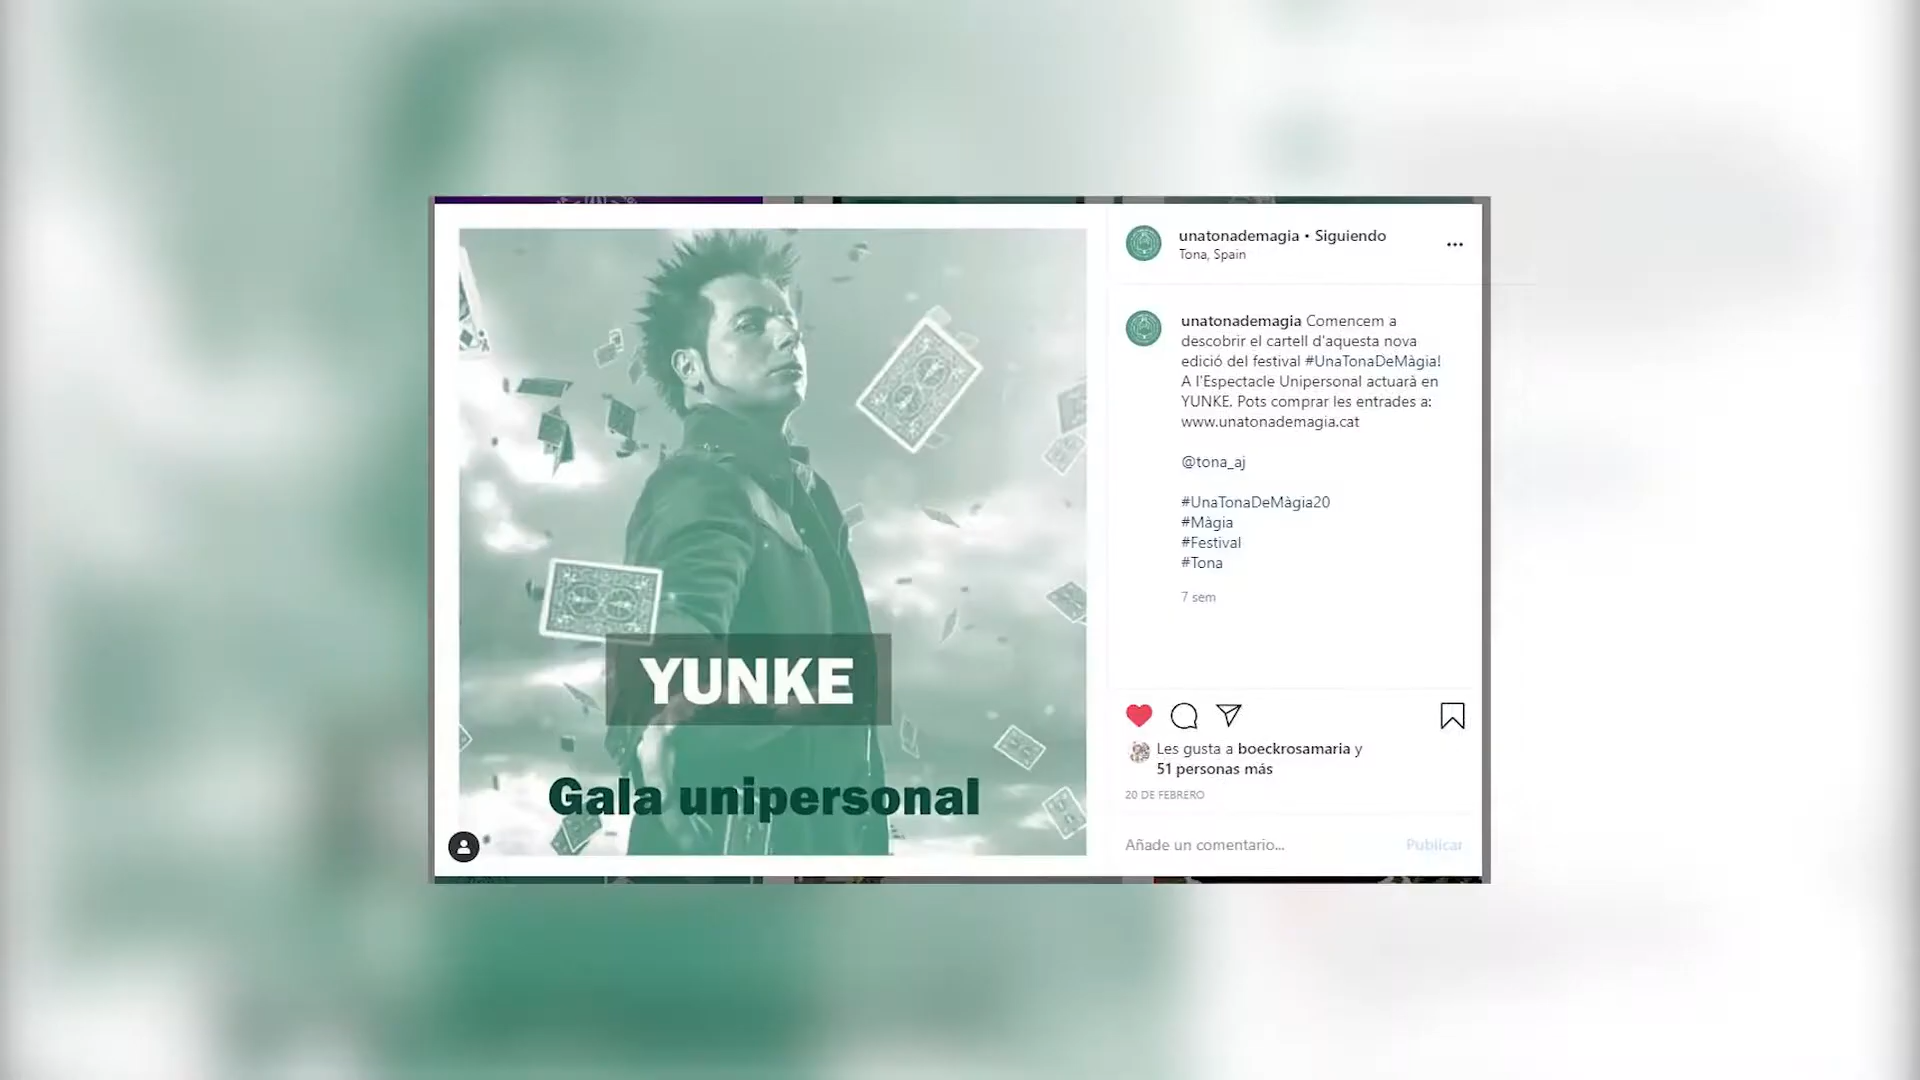 YUNKE
Gala unipersonal
unatonademagia • Siguiendo
Tona, Spain
unatonademagia Comencem a
descobrir el cartell d'aquesta nova
edició del festival #UnaTonaDeMàgia!
A l'Espectacle Unipersonal actuarà en
YUNKE. Pots comprar les entrades a:
www.unatonademagia.cat
@tona_aj
#UnaTonaDeMàgia20
#Màgia
#Festival
#Tona
7 sem
Les gusta a boeckrosamaria y
51 personas más
20 DE FEBRERO
Añade un comentario... Publicar